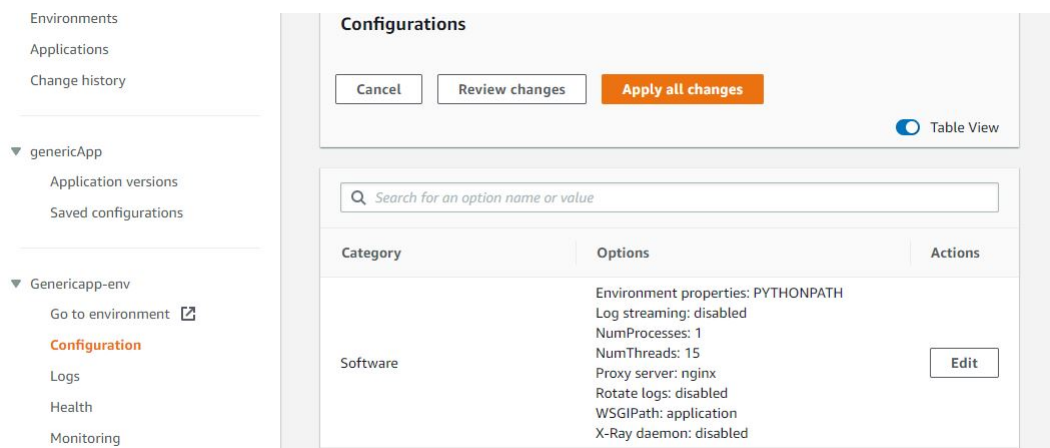 Environments
Applications
Change history
genericApp
Application versions
Saved configurations
Genericapp-env
Go to environment
Configuration
Logs
Health
Monitoring
Configurations
Cancel
Review changes
Apply all changes
Table View
Search for an option name or value
Category
Options
Actions
Software
Environment properties: PYTHONPATH
Log streaming: disabled
NumProcesses: 1
NumThreads: 15
Proxy server: nginx
Rotate logs: disabled
WSGIPath: application
X-Ray daemon: disabled
Edit